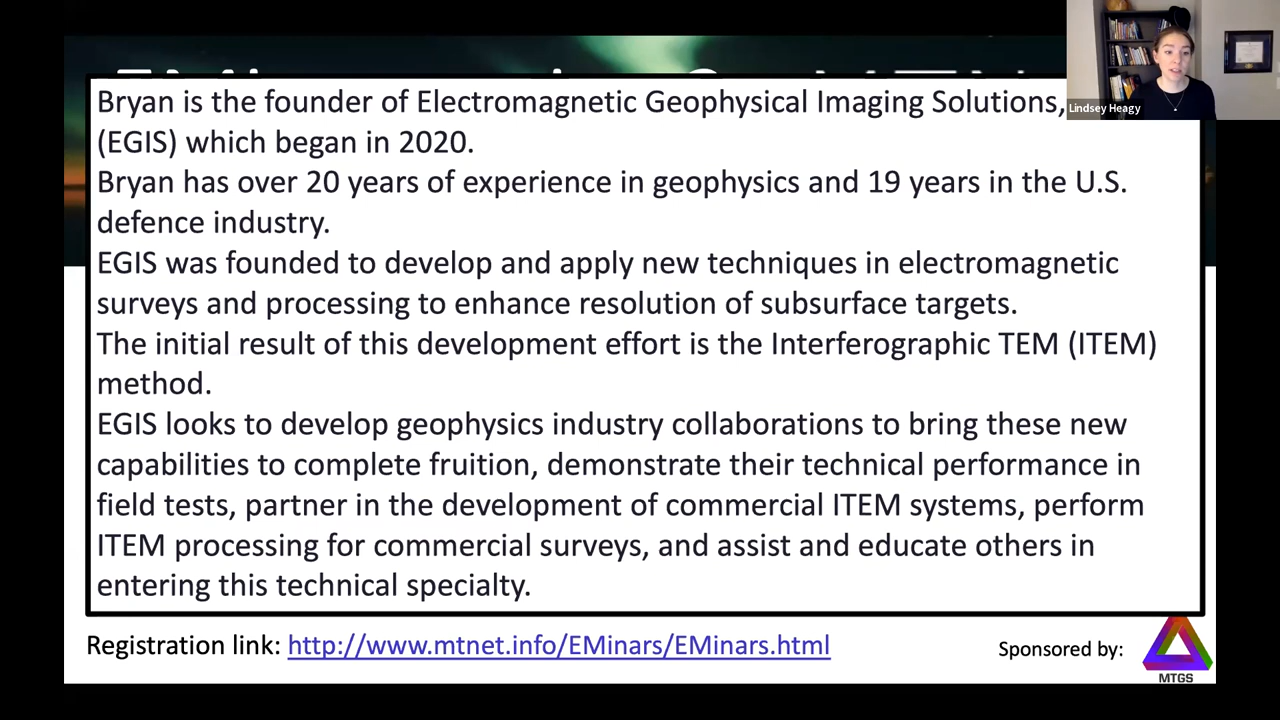 Lindsey Heagy
Bryan is the founder of Electromagnetic Geophysical Imaging Solutions,
(EGIS) which began in 2020.
Bryan has over 20 years of experience in geophysics and 19 years in the U.S.
defence industry.
EGIS was founded to develop and apply new techniques in electromagnetic
surveys and processing to enhance resolution of subsurface targets.
The initial result of this development effort is the Interferographic TEM (ITEM)
method.
EGIS looks to develop geophysics industry collaborations to bring these new
capabilities to complete fruition, demonstrate their technical performance in
field tests, partner in the development of commercial ITEM systems, perform
ITEM processing for commercial surveys, and assist and educate others in
entering this technical specialty.
Registration link: http://www.mtnet.info/EMinars/EMinars.html
Sponsored by:
MTGS